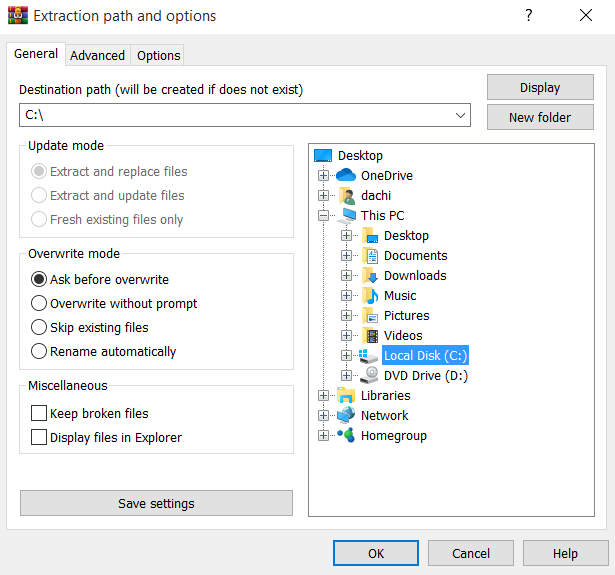 Extraction path and options
?
General
Advanced
Options
Destination path (will be created if does not exist)
C:\
Display
New folder
Update mode
Extract and replace files
Extract and update files
Fresh existing files only
Overwrite mode
Ask before overwrite
Overwrite without prompt
Skip existing files
Rename automatically
Miscellaneous
Keep broken files
Display files in Explorer
Save settings
Desktop
OneDrive
dachi
This PC
Desktop
Documents
Downloads
Music
Pictures
Videos
Local Disk (C:)
DVD Drive (D:)
Libraries
Network
Homegroup
OK
Cancel
Help